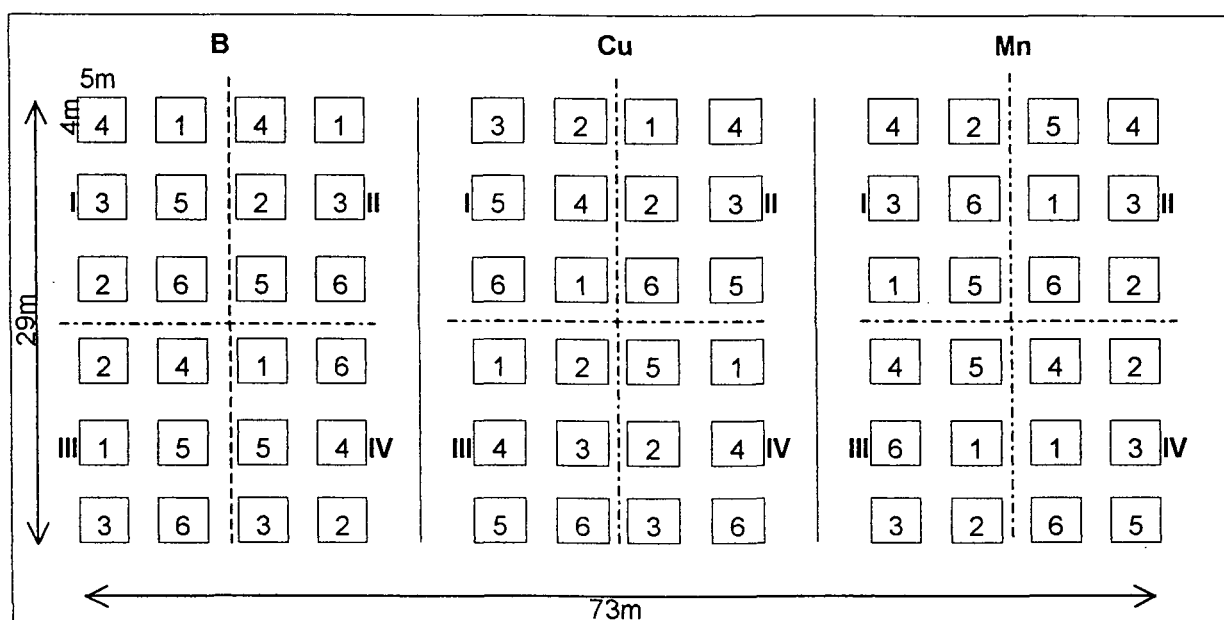 B Cu Mn
5m
4m
4 1 4 1 3 2 1 4 4 2 5 4
I 3 5 2 3 II I 5 4 2 3 II I 3 6 1 3 II
2 6 5 6 6 1 6 5 1 5 6 2
29m
2 4 1 6 1 2 5 1 4 5 4 2
III 1 5 5 4 IV III 4 3 2 4 IV III 6 1 1 3 IV
3 6 3 2 5 6 3 6 3 2 6 5
73m